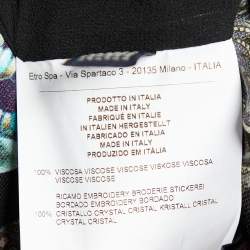 Etro Spa - Via Spartaco 3 - 20135 Milano - ITALIA
PRODOTTO IN ITALIA
MADE IN ITALY
FABRIQUÉ EN ITALIE
IN ITALIEN HERGESTELLT
FABRICADO EN ITALIA
MADE IN ITALY
PRODUZIDO EM ITÁLIA
100% VISCOSA VISCOSE VISCOSE VISKOSE VISCOSA
VISCOSE VISCOSE
RICAMO EMBROIDERY BRODERIE STICKEREI
BORDADO EMBROIDERY BORDADO
100% CRISTALLO CRYSTAL CRISTAL KRISTALL CRISTAL
CRYSTAL CRISTAL